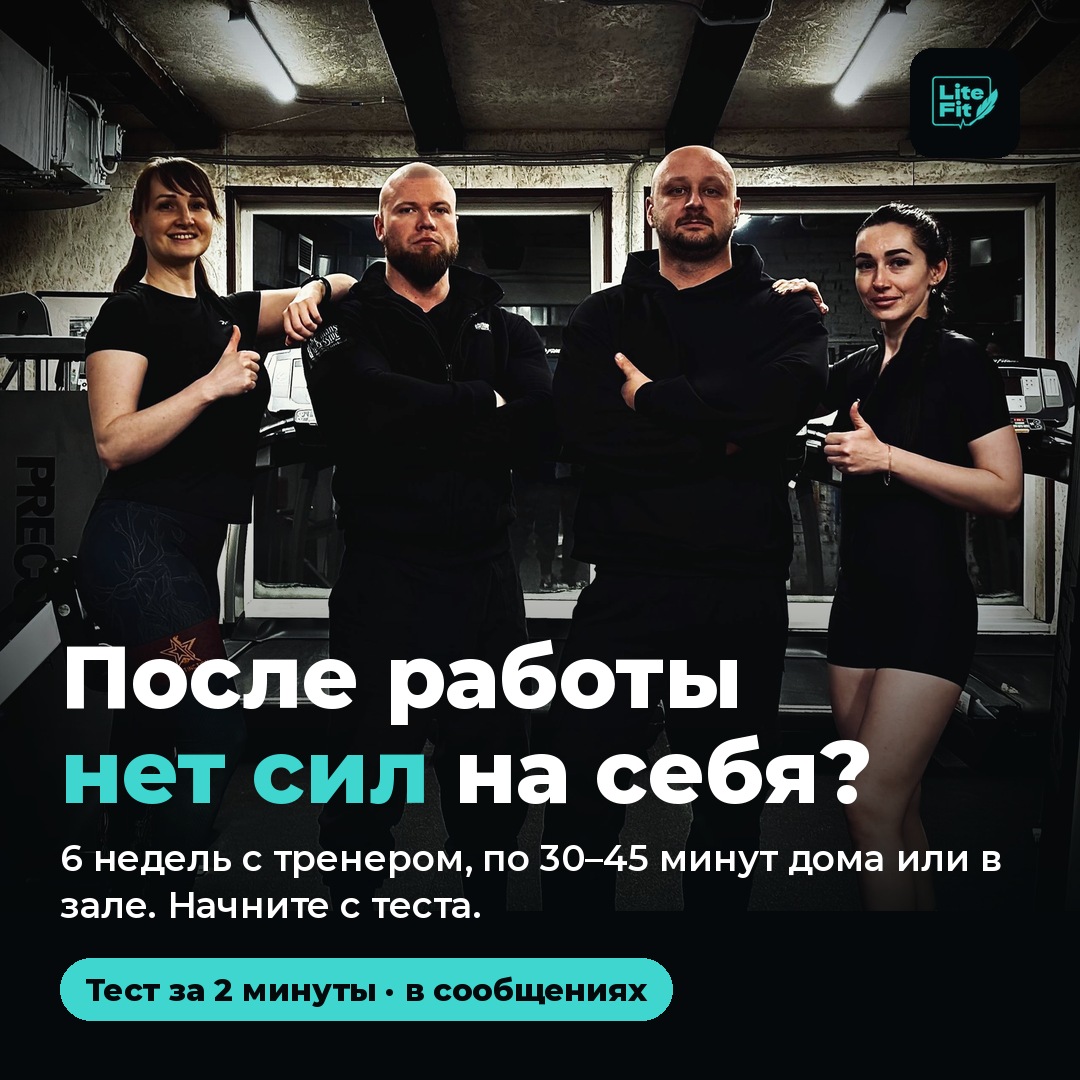 Lite
Fit
PREC
После работы
нет сил на себя?
6 недель с тренером, по 30–45 минут дома или в
зале. Начните с теста.
Тест за 2 минуты · в сообщениях